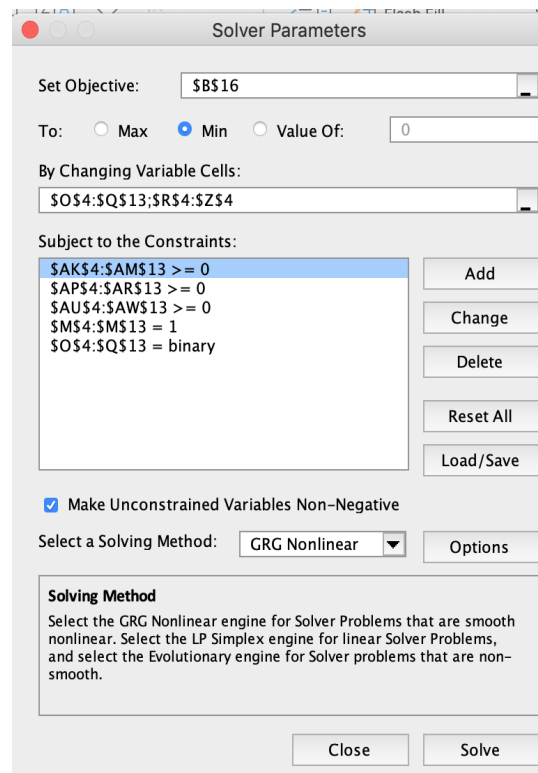 Flash Fill
Solver Parameters
Set Objective: $B$16
To: Max Min Value Of: 0
By Changing Variable Cells:
$O$4:$Q$13;$R$4:$Z$4
Subject to the Constraints:
$AK$4:$AM$13 >= 0
$AP$4:$AR$13 >= 0
$AU$4:$AW$13 >= 0
$M$4:$M$13 = 1
$O$4:$Q$13 = binary
Add
Change
Delete
Reset All
Load/Save
Make Unconstrained Variables Non-Negative
Select a Solving Method: GRG Nonlinear Options
Solving Method
Select the GRG Nonlinear engine for Solver Problems that are smooth
nonlinear. Select the LP Simplex engine for linear Solver Problems,
and select the Evolutionary engine for Solver problems that are non-
smooth.
Close Solve